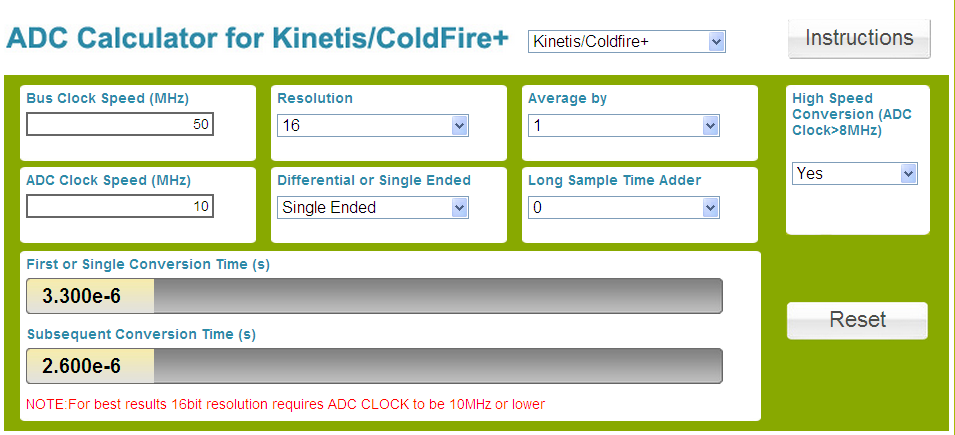 ADC Calculator for Kinetis/ColdFire+
Kinetis/Coldfire+
Instructions
Bus Clock Speed (MHz)
50
Resolution
16
Average by
1
High Speed
Conversion (ADC
Clock>8MHz)
Yes
ADC Clock Speed (MHz)
10
Differential or Single Ended
Single Ended
Long Sample Time Adder
0
First or Single Conversion Time (s)
3.300e-6
Subsequent Conversion Time (s)
2.600e-6
NOTE:For best results 16bit resolution requires ADC CLOCK to be 10MHz or lower
Reset